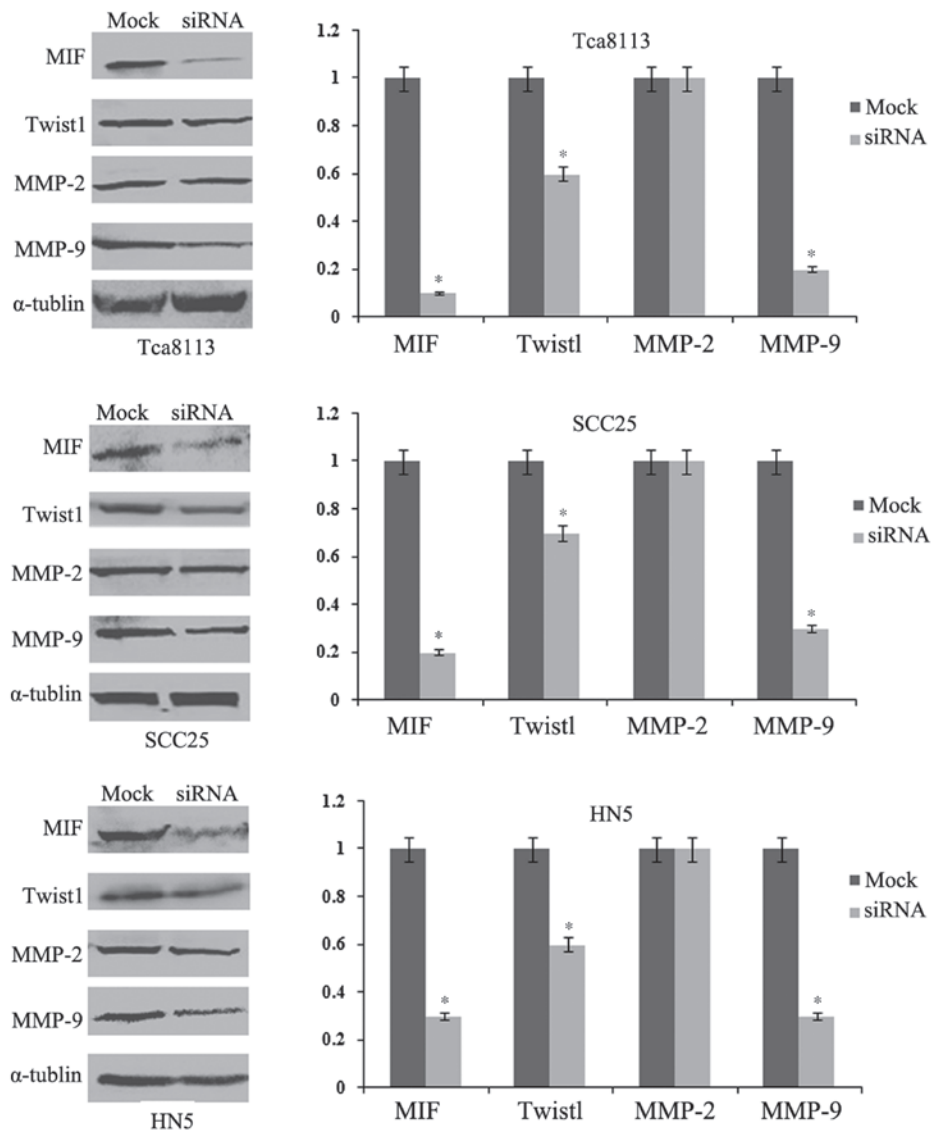 Mock siRNA
MIF
Twist1
MMP-2
MMP-9
α-tublin
Tca8113
1.2
1
0.8
0.6
0.4
0.2
0
Tca8113
*
*
*
MIF Twistl MMP-2 MMP-9
Mock
siRNA
Mock siRNA
MIF
Twist1
MMP-2
MMP-9
α-tublin
SCC25
1.2
1
0.8
0.6
0.4
0.2
0
SCC25
*
*
*
MIF Twistl MMP-2 MMP-9
Mock
siRNA
Mock siRNA
MIF
Twist1
MMP-2
MMP-9
α-tublin
HN5
1.2
1
0.8
0.6
0.4
0.2
0
HN5
*
*
*
MIF Twistl MMP-2 MMP-9
Mock
siRNA